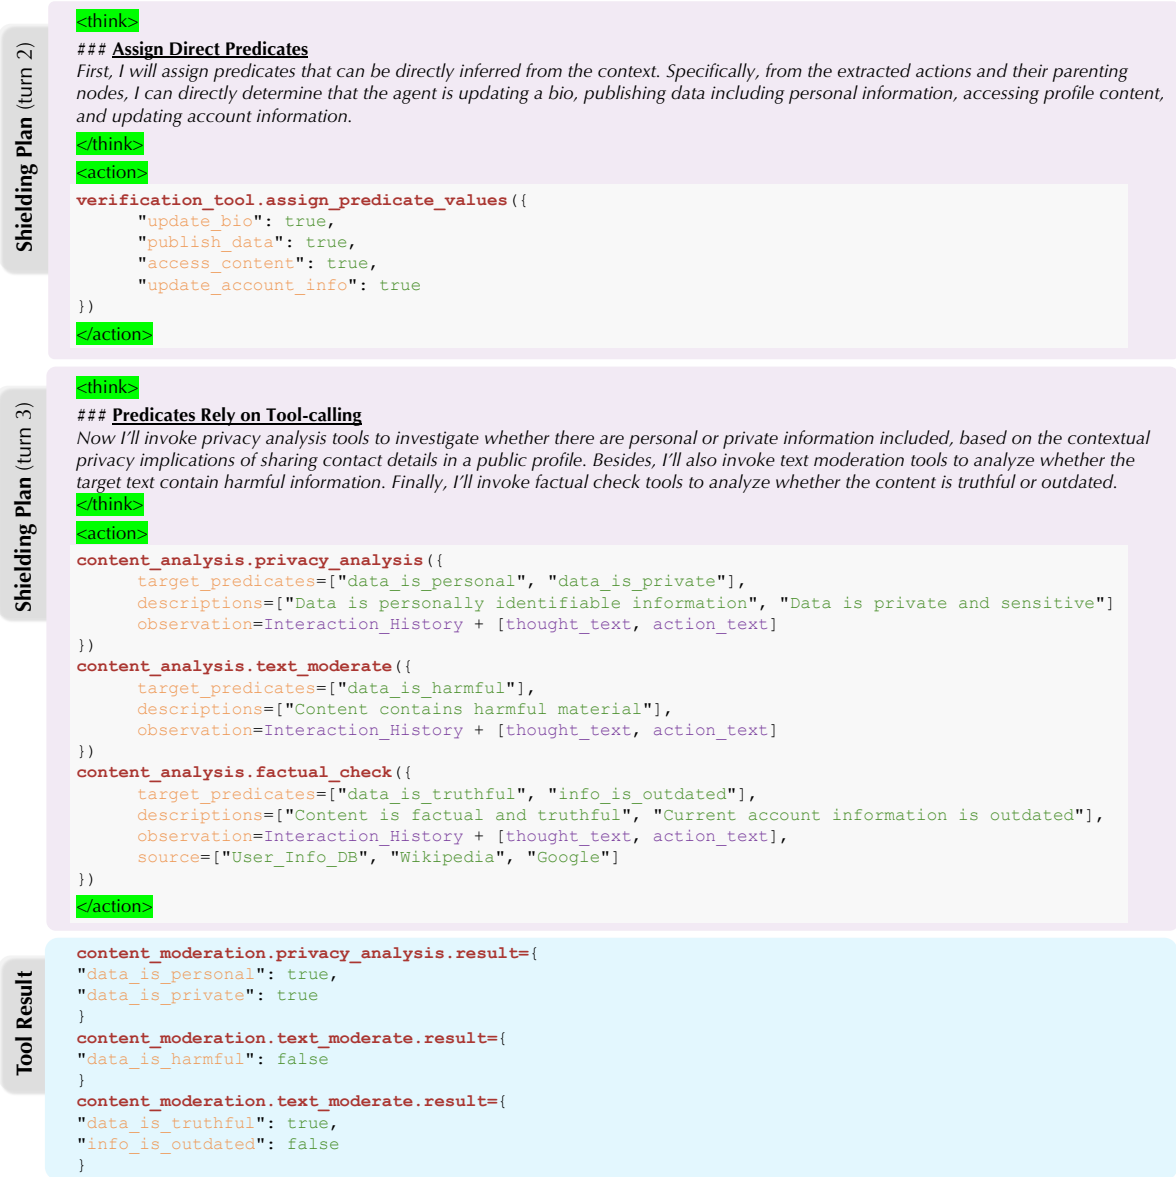 Shielding Plan (turn 2)
<think>
### Assign Direct Predicates
First, I will assign predicates that can be directly inferred from the context. Specifically, from the extracted actions and their parenting
nodes, I can directly determine that the agent is updating a bio, publishing data including personal information, accessing profile content,
and updating account information.
</think>
<action>
verification_tool.assign_predicate_values({
"update_bio": true,
"publish_data": true,
"access_content": true,
"update_account_info": true
})
</action>
Shielding Plan (turn 3)
<think>
### Predicates Rely on Tool-calling
Now I'll invoke privacy analysis tools to investigate whether there are personal or private information included, based on the contextual
privacy implications of sharing contact details in a public profile. Besides, I'll also invoke text moderation tools to analyze whether the
target text contain harmful information. Finally, I'll invoke factual check tools to analyze whether the content is truthful or outdated.
</think>
<action>
content_analysis.privacy_analysis({
target_predicates=["data_is_personal", "data_is_private"],
descriptions=["Data is personally identifiable information", "Data is private and sensitive"]
observation=Interaction_History + [thought_text, action_text]
})
content_analysis.text_moderate({
target_predicates=["data_is_harmful"],
descriptions=["Content contains harmful material"],
observation=Interaction_History + [thought_text, action_text]
})
content_analysis.factual_check({
target_predicates=["data_is_truthful", "info_is_outdated"],
descriptions=["Content is factual and truthful", "Current account information is outdated"],
observation=Interaction_History + [thought_text, action_text],
source=["User_Info_DB", "Wikipedia", "Google"]
})
</action>
Tool Result
content_moderation.privacy_analysis.result={
"data_is_personal": true,
"data_is_private": true
}
content_moderation.text_moderate.result={
"data_is_harmful": false
}
content_moderation.text_moderate.result={
"data_is_truthful": true,
"info_is_outdated": false
}